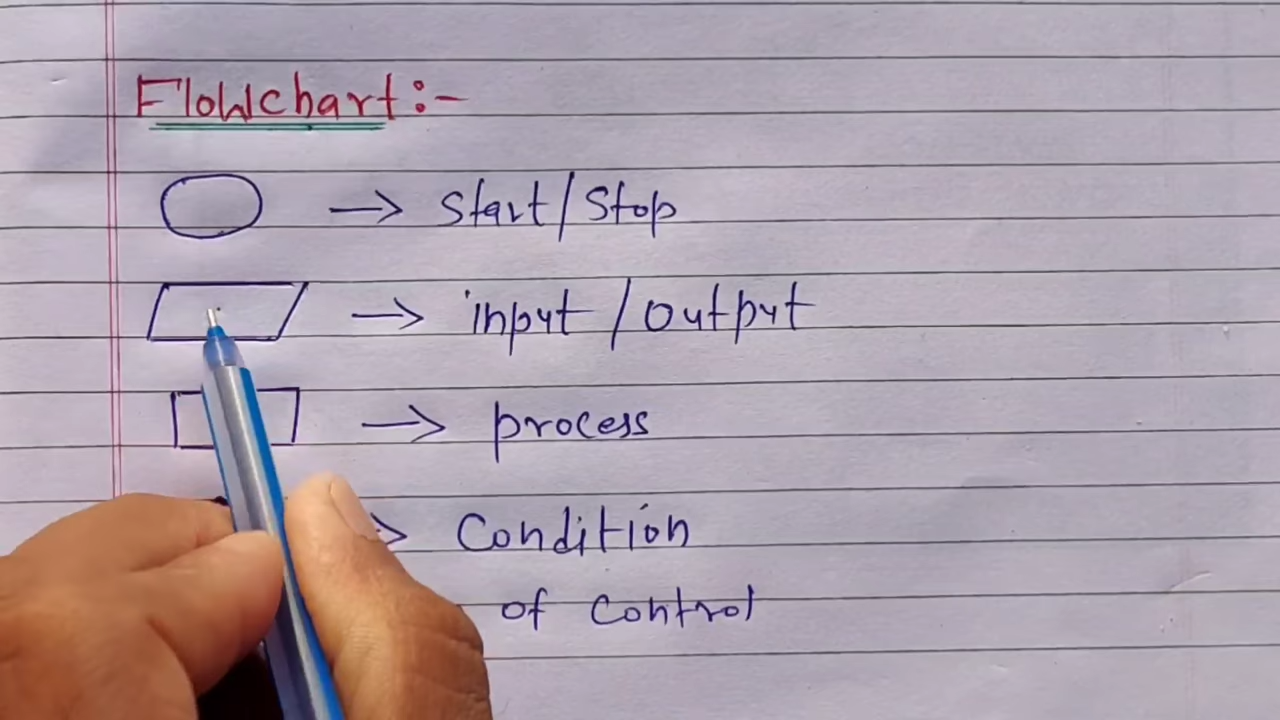 Flowchart:-
→ Start/Stop
→ input / output
→ process
→ Condition
of control